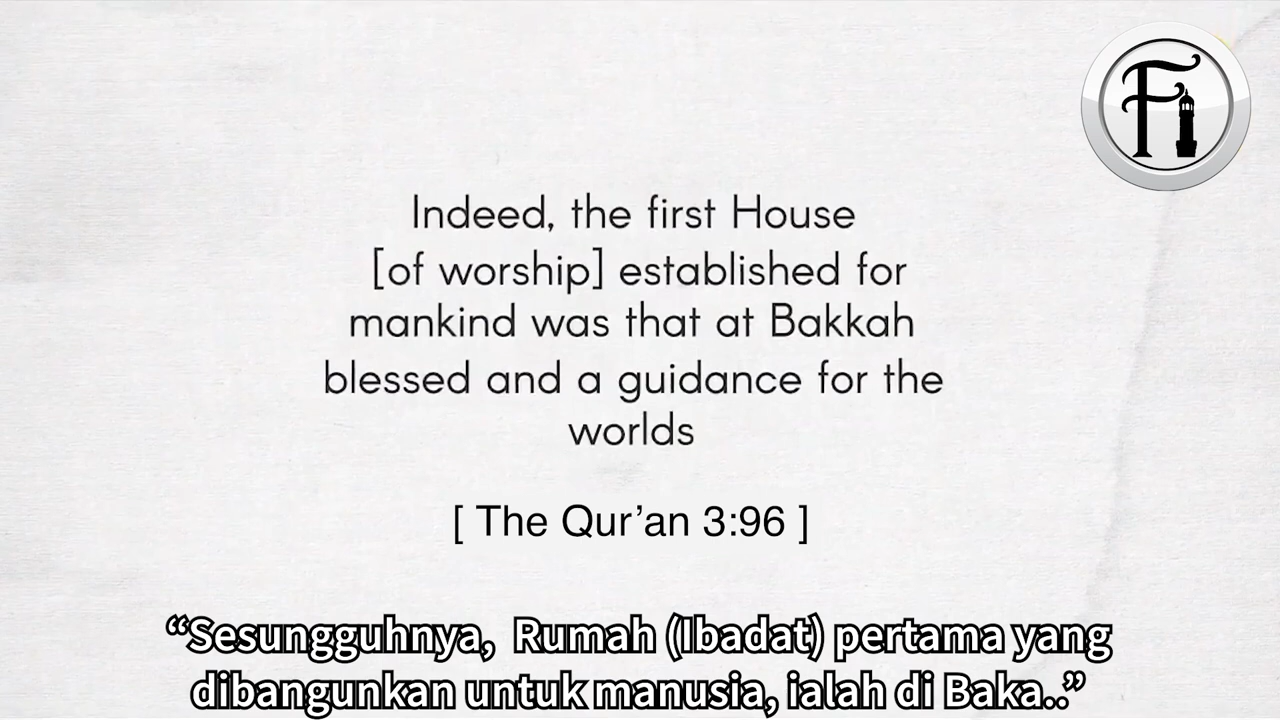 Fi
Indeed, the first House
[of worship] established for
mankind was that at Bakkah
blessed and a guidance for the
worlds
[ The Qur’an 3:96 ]
“Sesungguhnya, Rumah (Ibadat) pertama yang
dibangunkan untuk manusia, ialah di Baka..”